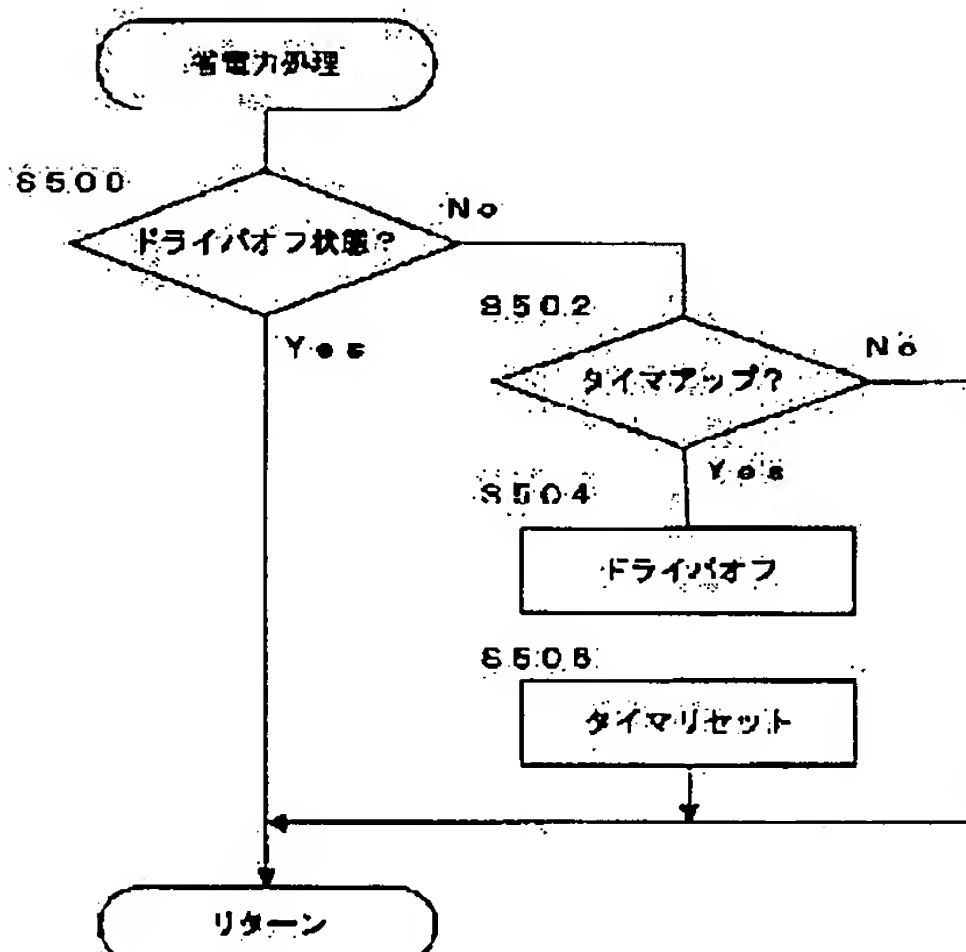 省電力処理
S500
ドライバオフ状態?
No
Yes
S502
タイマアップ?
No
Yes
S504
ドライバオフ
タイマリセット
リターン